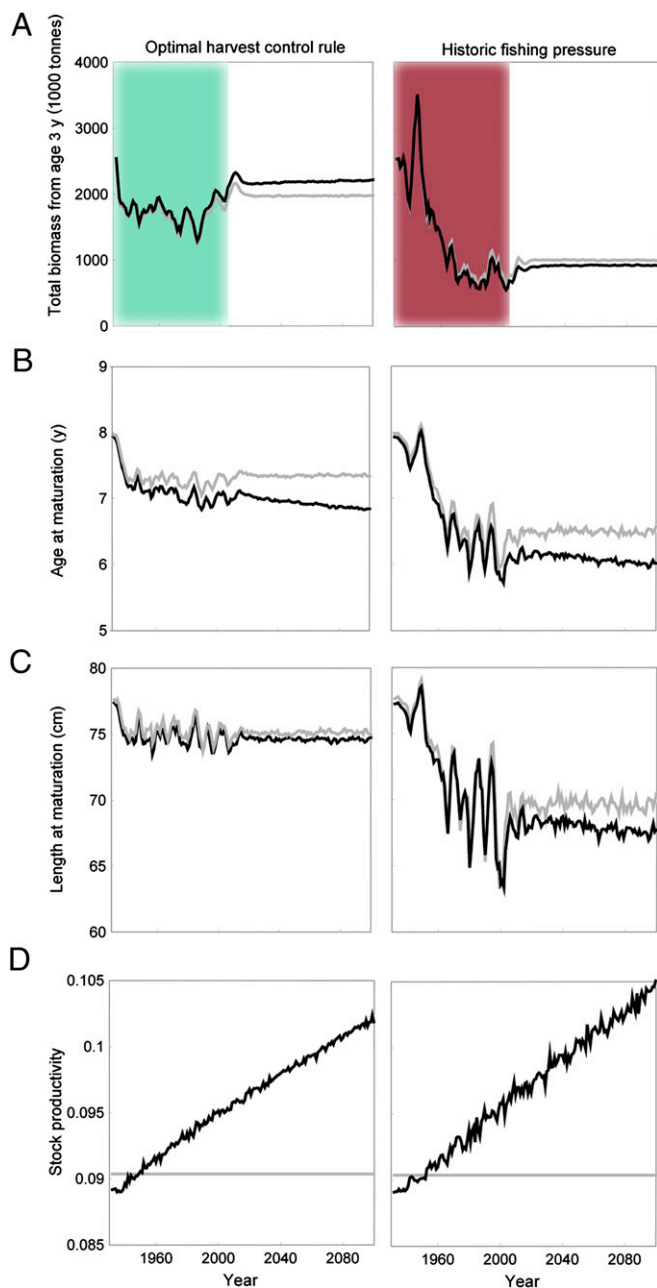 A
Optimal harvest control rule
Historic fishing pressure
Total biomass from age 3 y (1000 tonnes)
4000
3000
2000
1000
0
B
Age at maturation (y)
9
8
7
6
5
C
Length at maturation (cm)
80
75
70
65
60
D
Stock productivity
0.105
0.1
0.095
0.09
0.085
1960 2000 2040 2080
Year
1960 2000 2040 2080
Year